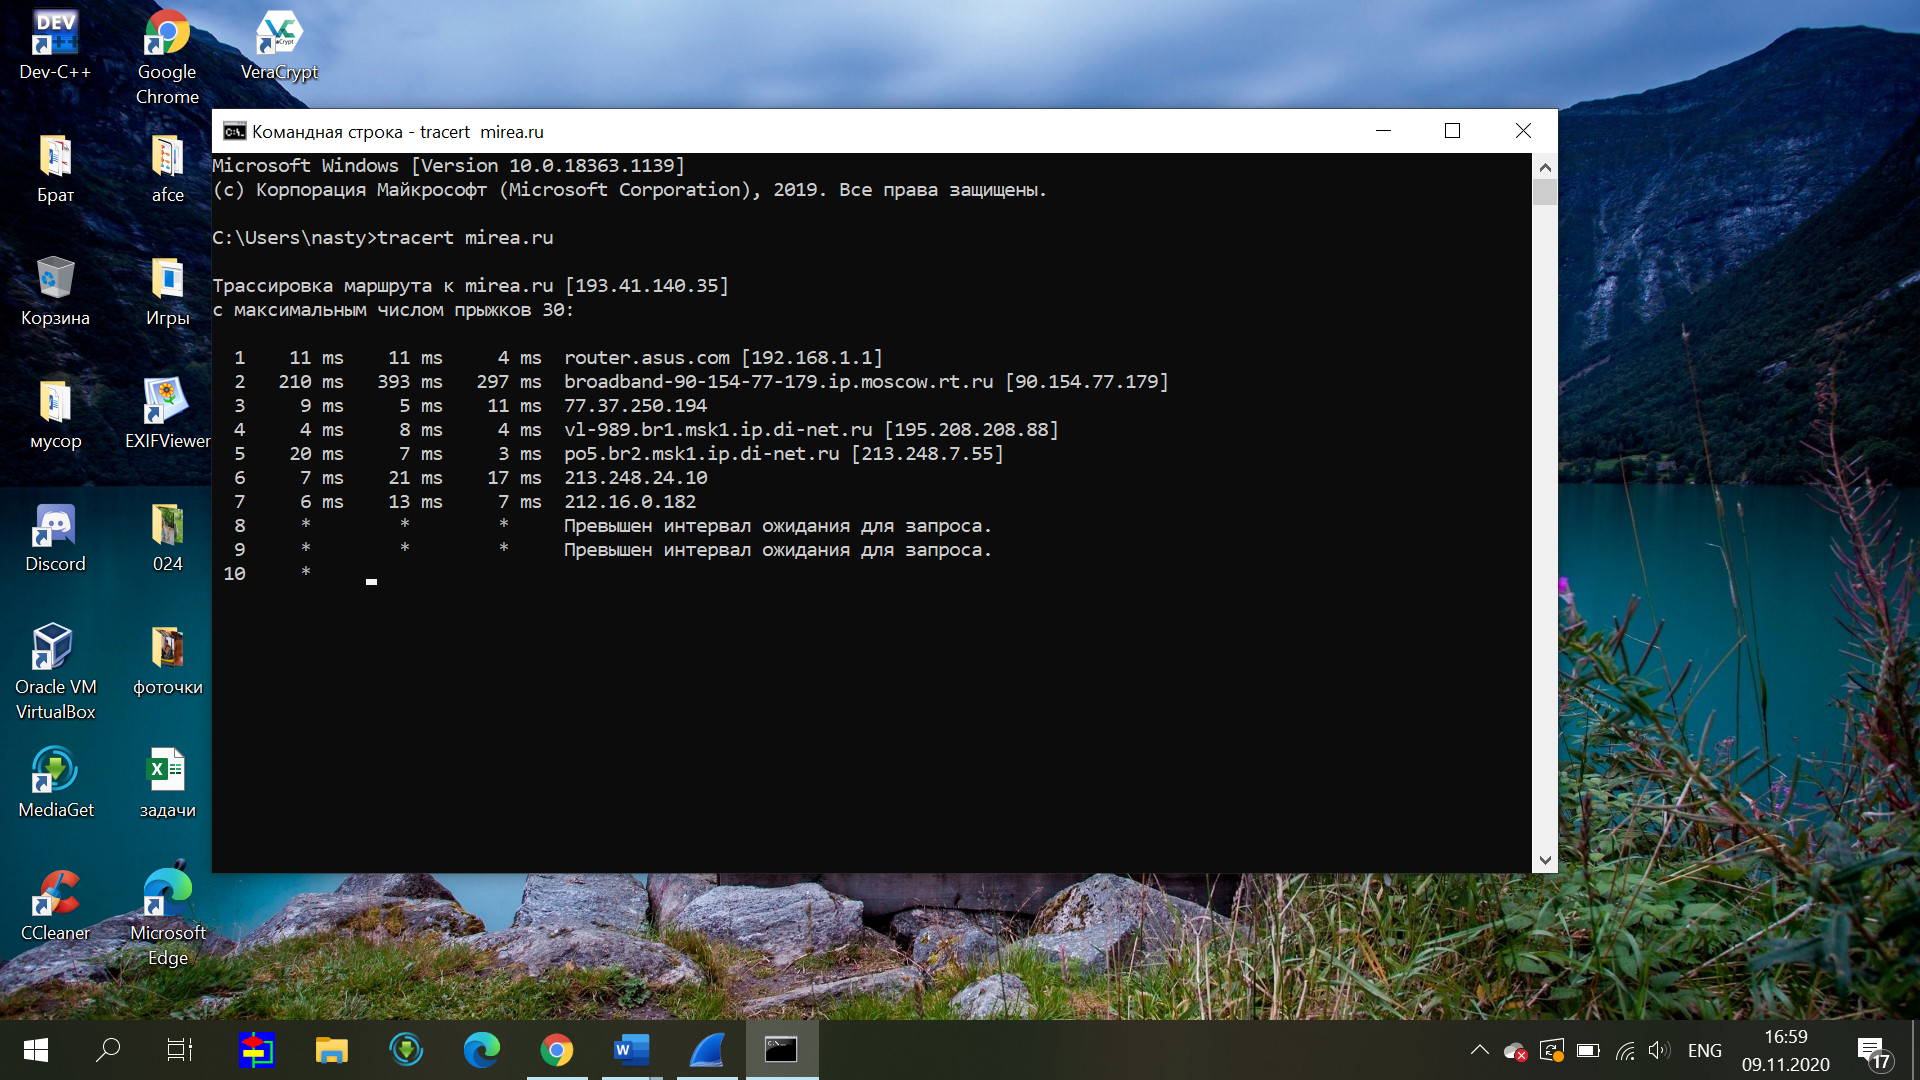 Dev-C++
Google Chrome
VeraCrypt
Брат
afce
Корзина
Игры
мусор
EXIFViewer
Discord
024
Oracle VM VirtualBox
фоточки
MediaGet
задачи
CCleaner
Microsoft Edge
Командная строка - tracert  mirea.ru
Microsoft Windows [Version 10.0.18363.1139]
(c) Корпорация Майкрософт (Microsoft Corporation), 2019. Все права защищены.
C:\Users\nasty>tracert mirea.ru
Трассировка маршрута к mirea.ru [193.41.140.35]
с максимальным числом прыжков 30:
1    11 ms    11 ms     4 ms  router.asus.com [192.168.1.1]
2   210 ms   393 ms   297 ms  broadband-90-154-77-179.ip.moscow.rt.ru [90.154.77.179]
3     9 ms     5 ms    11 ms  77.37.250.194
4     4 ms     8 ms     4 ms  vl-989.br1.msk1.ip.di-net.ru [195.208.208.88]
5    20 ms     7 ms     3 ms  po5.br2.msk1.ip.di-net.ru [213.248.7.55]
6     7 ms    21 ms    17 ms  213.248.24.10
7     6 ms    13 ms     7 ms  212.16.0.182
8     *        *        *     Превышен интервал ожидания для запроса.
9     *        *        *     Превышен интервал ожидания для запроса.
10     *
ENG
16:59
09.11.2020
17